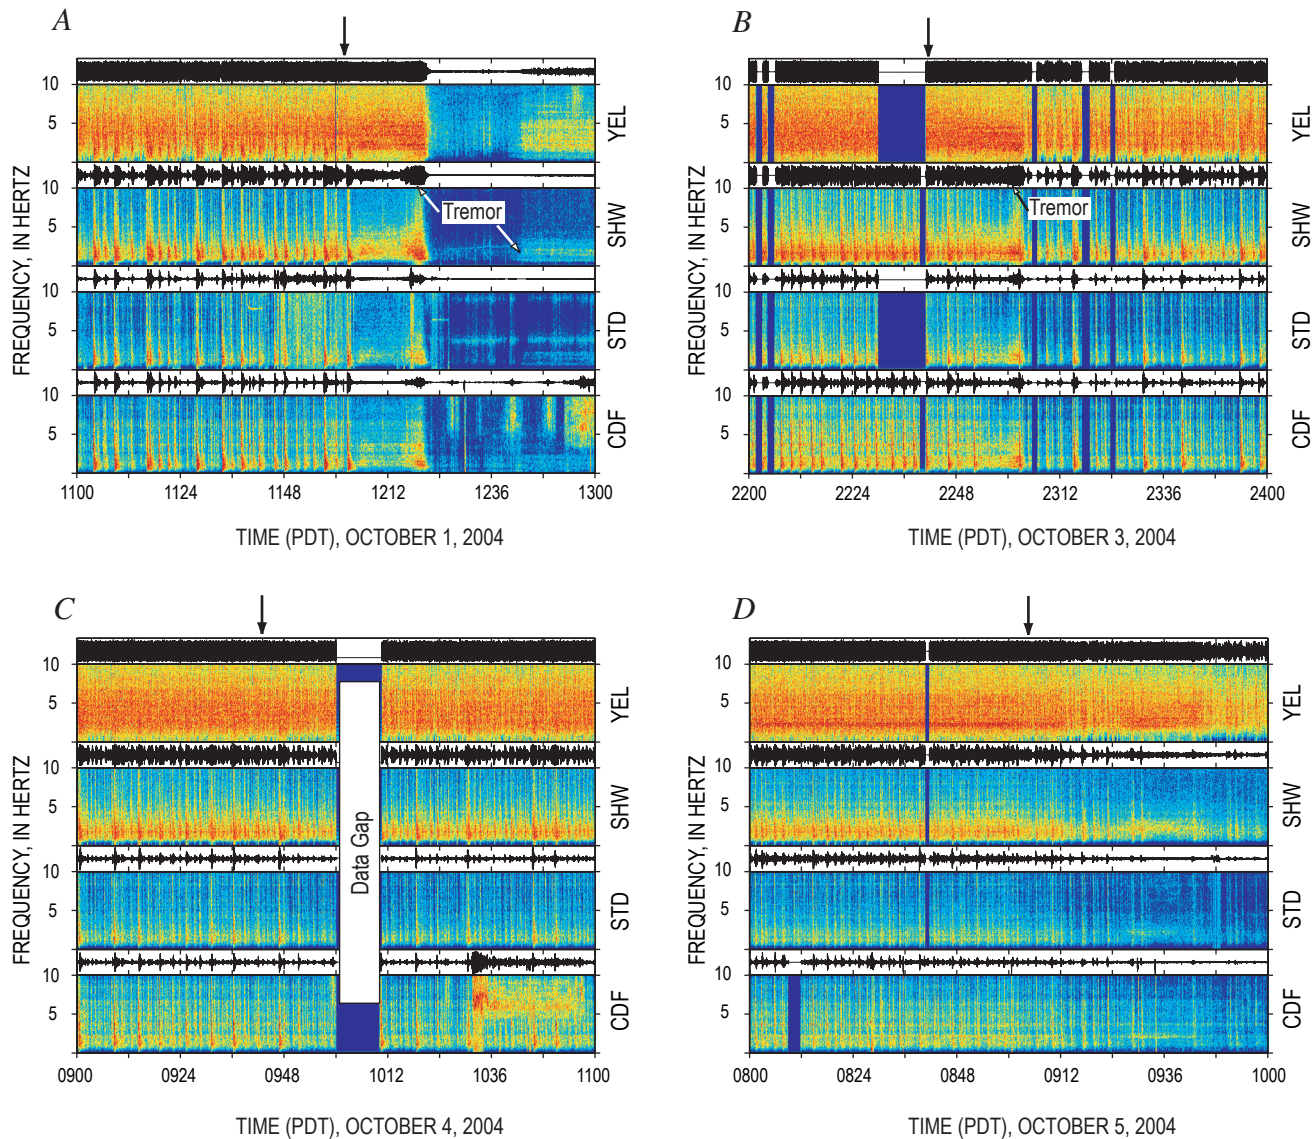 A
10
5
YEL
10
5
SHW
Tremor
10
5
STD
10
5
CDF
FREQUENCY, IN HERTZ
1100 1124 1148 1212 1236 1300
TIME (PDT), OCTOBER 1, 2004
B
10
5
YEL
10
5
SHW
Tremor
10
5
STD
10
5
CDF
FREQUENCY, IN HERTZ
2200 2224 2248 2312 2336 2400
TIME (PDT), OCTOBER 3, 2004
C
10
5
YEL
10
5
SHW
Data Gap
10
5
STD
10
5
CDF
FREQUENCY, IN HERTZ
0900 0924 0948 1012 1036 1100
TIME (PDT), OCTOBER 4, 2004
D
10
5
YEL
10
5
SHW
10
5
STD
10
5
CDF
FREQUENCY, IN HERTZ
0800 0824 0848 0912 0936 1000
TIME (PDT), OCTOBER 5, 2004